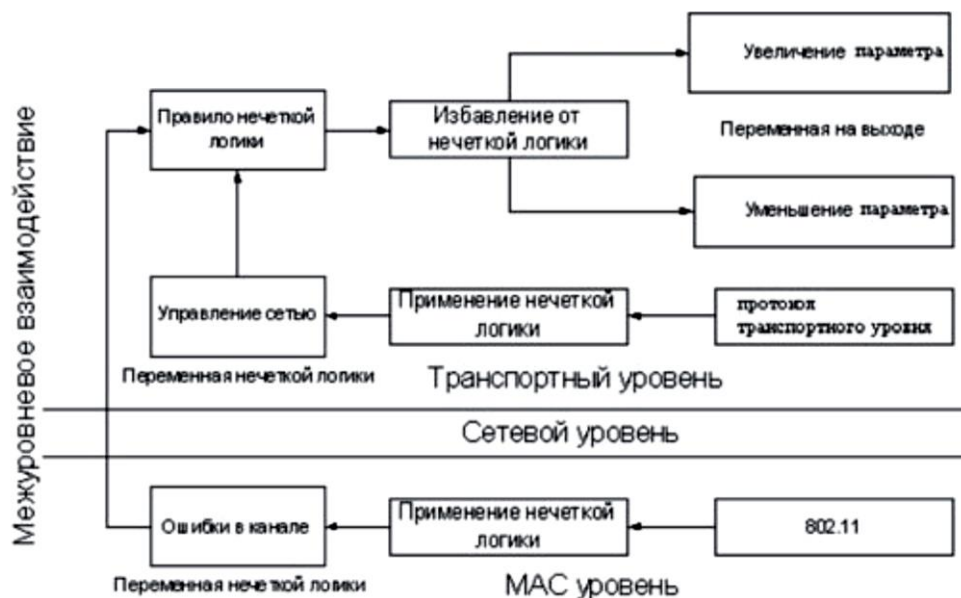 Межуровневое взаимодействие
Увеличение параметра
Правило нечеткой
логики
Избавление от
нечеткой логики
Переменная на выходе
Уменьшение параметра
Управление сетью
Применение нечеткой
логики
протокол
транспортного уровня
Переменная нечеткой логики
Транспортный уровень
Сетевой уровень
Ошибки в канале
Применение нечеткой
логики
802.11
Переменная нечеткой логики
MAC уровень